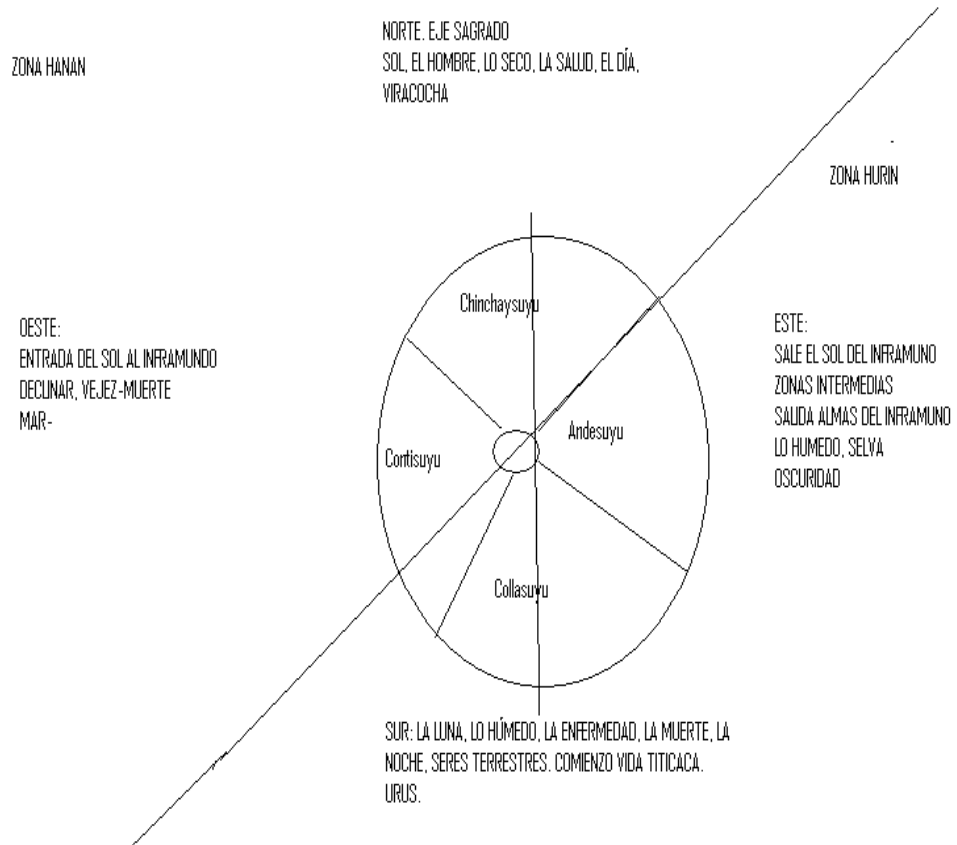 NORTE. EJE SAGRADO
SOL, EL HOMBRE, LO SECO, LA SALUD, EL DÍA,
VIRACOCHA
ZONA HANAN
ZONA HURIN
Chinchaysuyu
OESTE:
ENTRADA DEL SOL AL INFRAMUNDO
DECLINAR, VEJEZ-MUERTE
MAR-
ESTE:
SALE EL SOL DEL INFRAMUNO
ZONAS INTERMEDIAS
SALIDA ALMAS DEL INFRAMUNO
LO HUMEDO, SELVA
OSCURIDAD
Andesuyu
Contisuyu
Collasuyu
SUR: LA LUNA, LO HÚMEDO, LA ENFERMEDAD, LA MUERTE, LA
NOCHE, SERES TERRESTRES. COMIENZO VIDA TITICACA.
URUS.